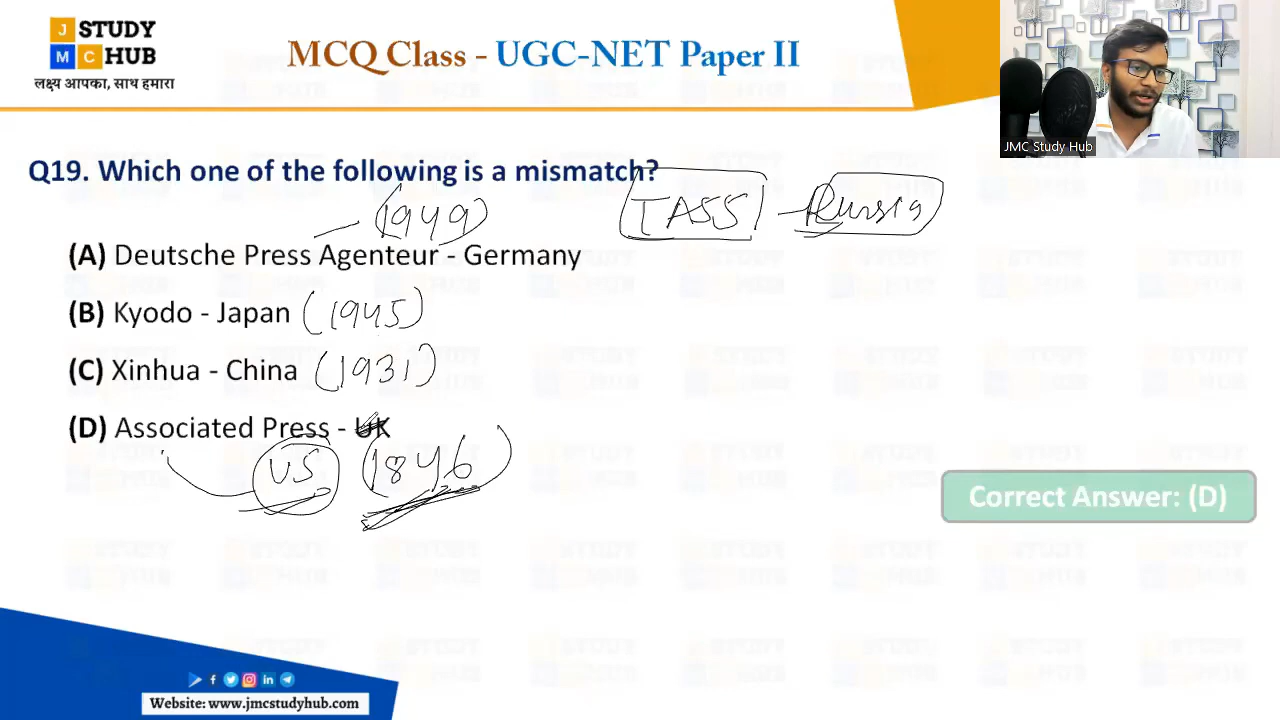 J STUDY
MC HUB
लक्ष्य आपका, साथ हमारा
MCQ Class - UGC-NET Paper II
JMC Study Hub
Q19. Which one of the following is a mismatch?
(1949)
TASS - Russia
(A) Deutsche Press Agenteur - Germany
(B) Kyodo - Japan (1945)
(C) Xinhua - China (1931)
(D) Associated Press - UK
US (1846)
Correct Answer: (D)
Website: www.jmcstudyhub.com